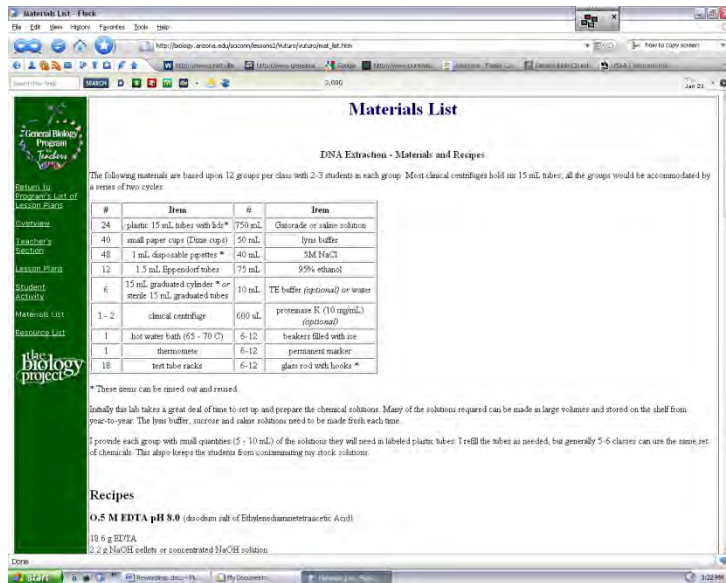 Materials List - Flock
File Edit View History Favorites Tools Help
http://biology.arizona.edu/sciconn/lessons2/Vuturo/vuturo/mat_list.htm
how to copy screen
Google
SEARCH
Jan 21
General Biology
Program
for
Teachers
Return to
Program's List of
Lesson Plans
Overview
Teacher's
Section
Lesson Plans
Student
Activity
Materials List
Resource List
the
biology
project
Materials List
DNA Extraction - Materials and Recipes
The following materials are based upon 12 groups per class with 2-3 students in each group. Most clinical centrifuges hold six 15 mL tubes; all the groups would be accommodated by
a series of two cycles.
# Item # Item
24 plastic 15 mL tubes with lids* 750 mL Gatorade or saline solution
40 small paper cups (Dixie cups) 50 mL lysis buffer
48 1 mL disposable pipettes * 40 mL 5M NaCl
12 1.5 mL Eppendorf tubes 75 mL 95% ethanol
6 15 mL graduated cylinder * or
sterile 15 mL graduated tubes 10 mL TE buffer (optional) or water
1 - 2 clinical centrifuge 600 uL proteinase K (10 mg/mL)
(optional)
1 hot water bath (65 - 70 C) 6-12 beakers filled with ice
1 thermometer 6-12 permanent marker
18 test tube racks 6-12 glass rod with hooks *
* These items can be rinsed out and reused.
Initially this lab takes a great deal of time to set up and prepare the chemical solutions. Many of the solutions required can be made in large volumes and stored on the shelf from
year-to-year. The lysis buffer, sucrose and saline solutions need to be made fresh each time.
I provide each group with small quantities (5 - 10 mL) of the solutions they will need in labeled plastic tubes. I refill the tubes as needed, but generally 5-6 classes can use the same set
of chemicals. This also keeps the students from contaminating my stock solutions.
Recipes
0.5 M EDTA pH 8.0 (disodium salt of Ethylenediaminetetraacetic Acid)
18.6 g EDTA
2.2 g NaOH pellets or concentrated NaOH solution
Done
start
My Documents
3:22 PM